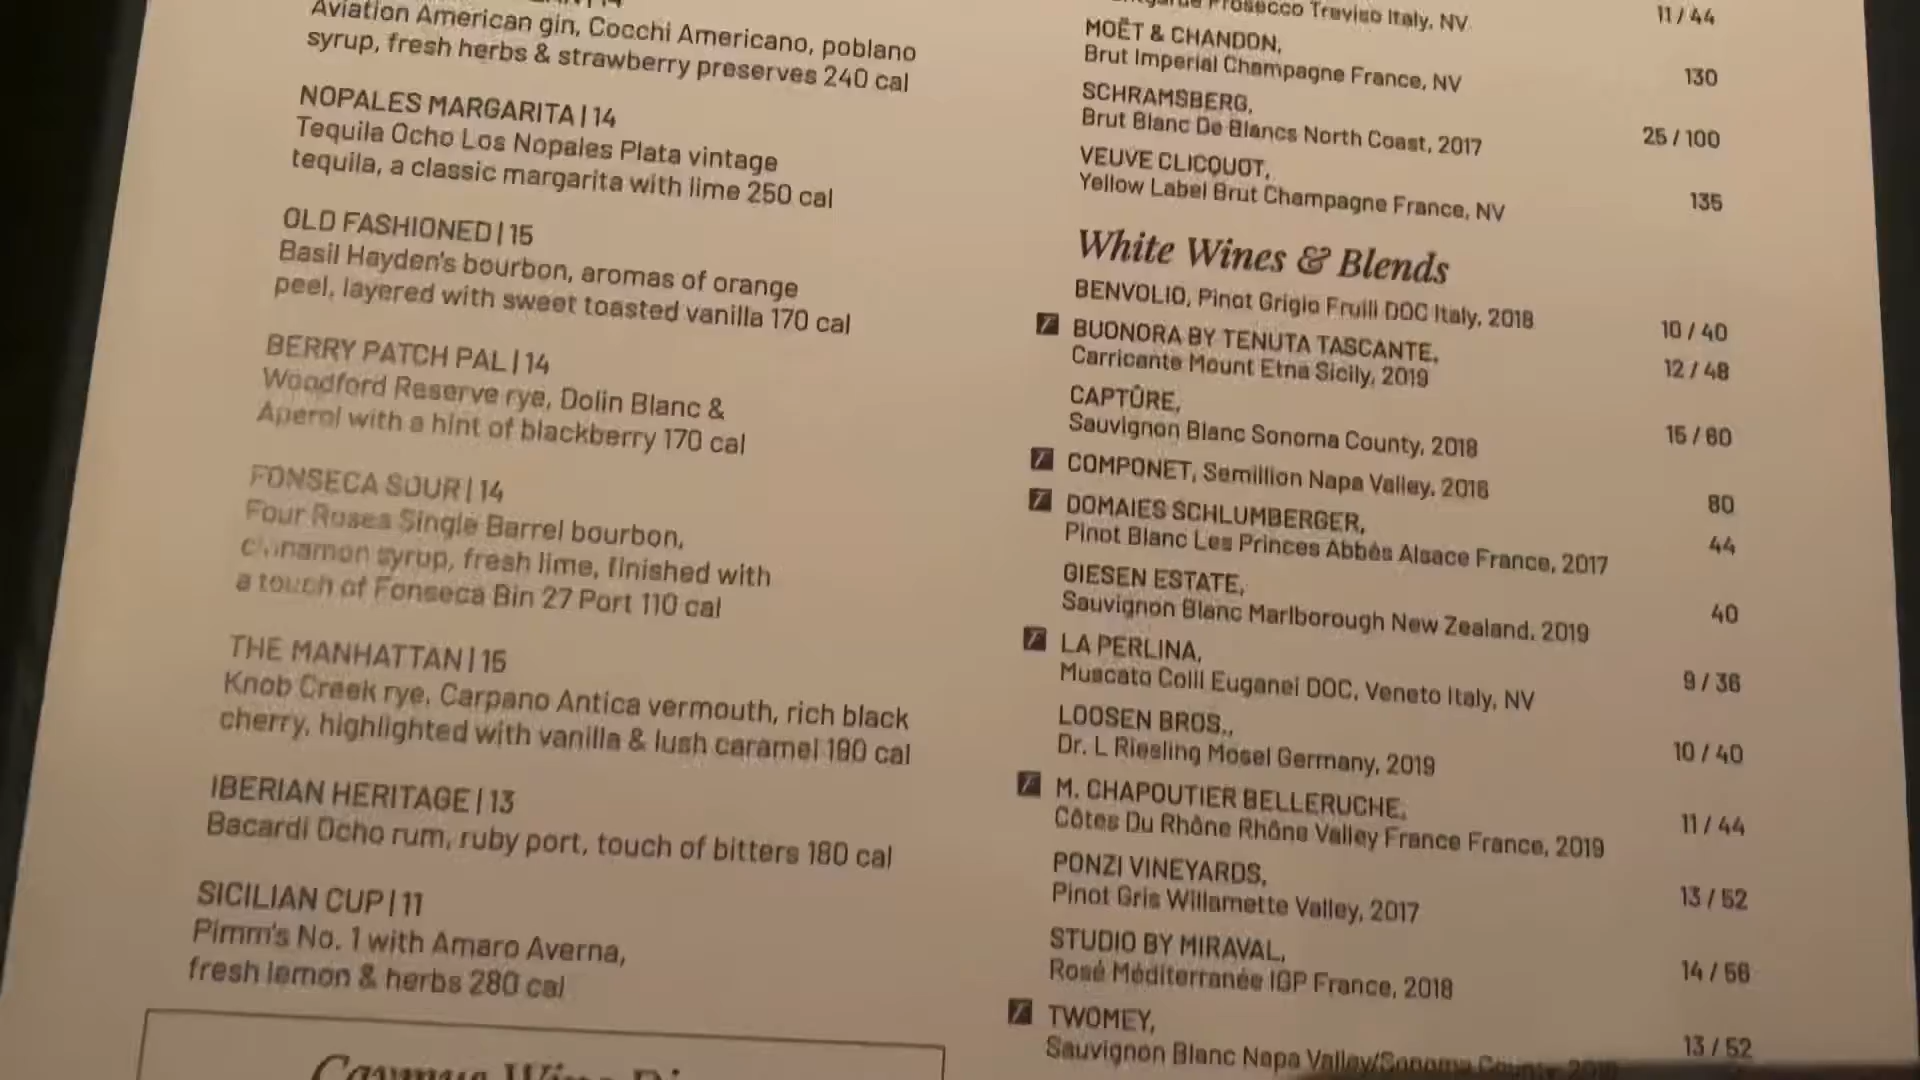 Aviation American gin, Cocchi Americano, poblano
syrup, fresh herbs & strawberry preserves 240 cal
NOPALES MARGARITA | 14
Tequila Ocho Los Nopales Plata vintage
tequila, a classic margarita with lime 250 cal
OLD FASHIONED | 15
Basil Hayden's bourbon, aromas of orange
peel, layered with sweet toasted vanilla 170 cal
BERRY PATCH PAL | 14
Woodford Reserve rye, Dolin Blanc &
Aperol with a hint of blackberry 170 cal
FONSECA SOUR | 14
Four Roses Single Barrel bourbon,
cinnamon syrup, fresh lime, finished with
a touch of Fonseca Bin 27 Port 110 cal
THE MANHATTAN | 15
Knob Creek rye, Carpano Antica vermouth, rich black
cherry, highlighted with vanilla & lush caramel 190 cal
IBERIAN HERITAGE | 13
Bacardi Ocho rum, ruby port, touch of bitters 180 cal
SICILIAN CUP | 11
Pimm's No. 1 with Amaro Averna,
fresh lemon & herbs 280 cal
Prosecco Treviso Italy, NV 11 / 44
MOËT & CHANDON,
Brut Imperial Champagne France, NV 130
SCHRAMSBERG,
Brut Blanc De Blancs North Coast, 2017 25 / 100
VEUVE CLICQUOT,
Yellow Label Brut Champagne France, NV 135
White Wines & Blends
BENVOLIO, Pinot Grigio Fruili DOC Italy, 2018 10 / 40
BUONORA BY TENUTA TASCANTE,
Carricante Mount Etna Sicily, 2019 12 / 48
CAPTÛRE,
Sauvignon Blanc Sonoma County, 2018 15 / 60
COMPONET, Semillion Napa Valley, 2016 80
DOMAIES SCHLUMBERGER,
Pinot Blanc Les Princes Abbès Alsace France, 2017 44
GIESEN ESTATE,
Sauvignon Blanc Marlborough New Zealand, 2019 40
LA PERLINA,
Muscato Colli Euganei DOC, Veneto Italy, NV 9 / 36
LOOSEN BROS.,
Dr. L Riesling Mosel Germany, 2019 10 / 40
M. CHAPOUTIER BELLERUCHE,
Côtes Du Rhône Rhône Valley France France, 2019 11 / 44
PONZI VINEYARDS,
Pinot Gris Willamette Valley, 2017 13 / 52
STUDIO BY MIRAVAL,
Rosé Méditerranée IGP France, 2018 14 / 56
TWOMEY,
Sauvignon Blanc Napa Valley/Sonoma County 13 / 52